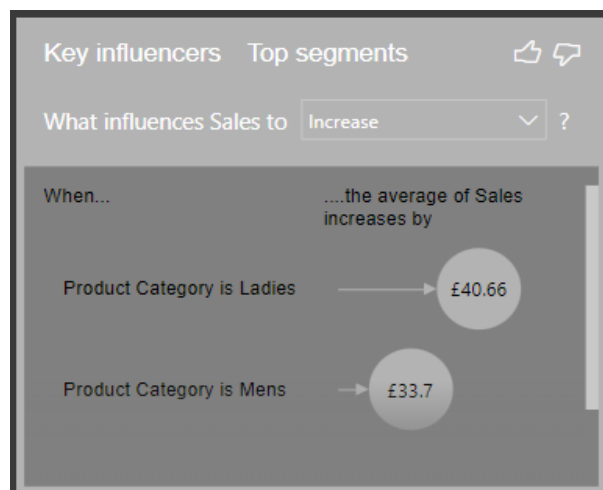 Key influencers Top segments
What influences Sales to Increase ?
When... ....the average of Sales
increases by
Product Category is Ladies £40.66
Product Category is Mens £33.7